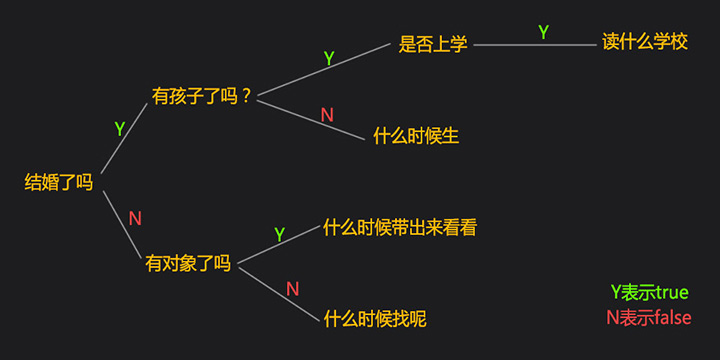 Y
是否上学
Y
读什么学校
有孩子了吗？
N
什么时候生
Y
结婚了吗
N
什么时候带出来看看
Y
有对象了吗
N
什么时候找呢
Y表示true
N表示false